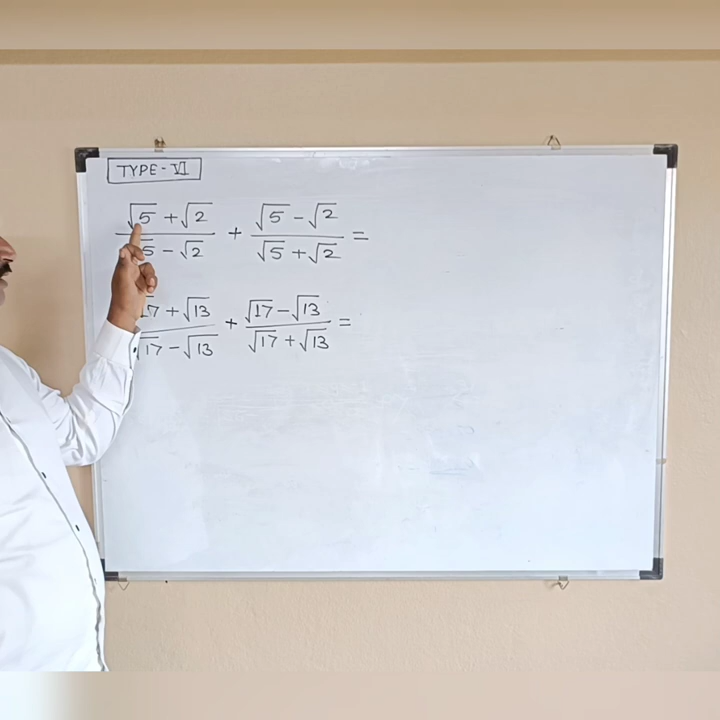 TYPE - VI
√5 + √2 / √5 - √2 + √5 - √2 / √5 + √2 =
√17 + √13 / √17 - √13 + √17 - √13 / √17 + √13 =